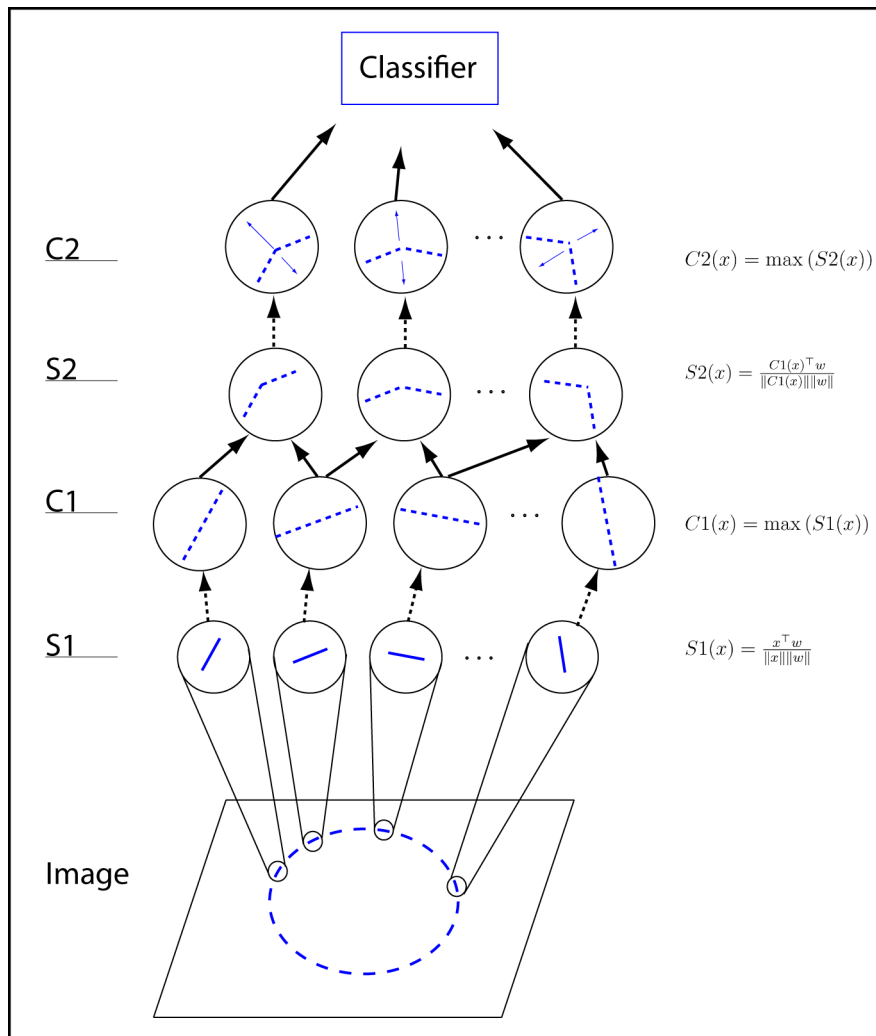 Classifier
C2
. . .
C2(x) = max (S2(x))
S2
. . .
S2(x) = C1(x)⊤w / ‖C1(x)‖‖w‖
C1
. . .
C1(x) = max (S1(x))
S1
. . .
S1(x) = x⊤w / ‖x‖‖w‖
Image